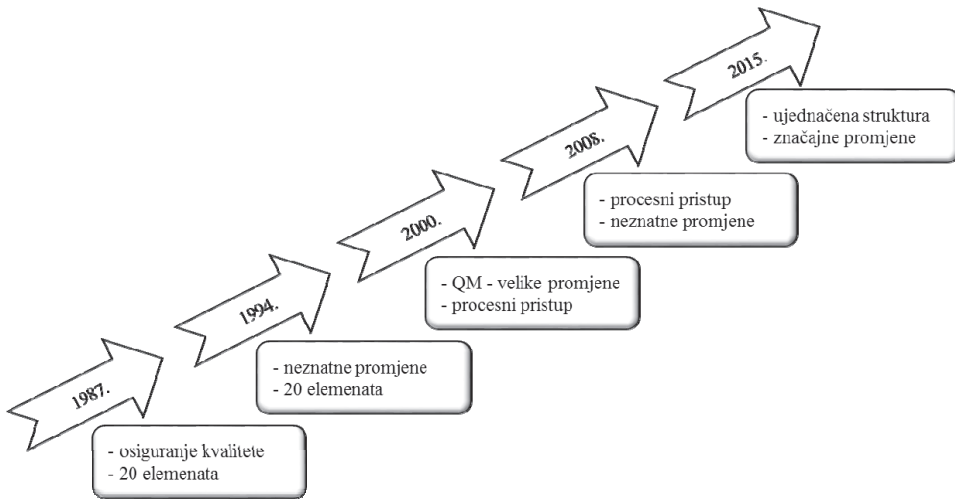 1987.
- osiguranje kvalitete
- 20 elemenata
1994.
- neznatne promjene
- 20 elemenata
2000.
- QM - velike promjene
- procesni pristup
2008.
- procesni pristup
- neznatne promjene
2015.
- ujednačena struktura
- značajne promjene